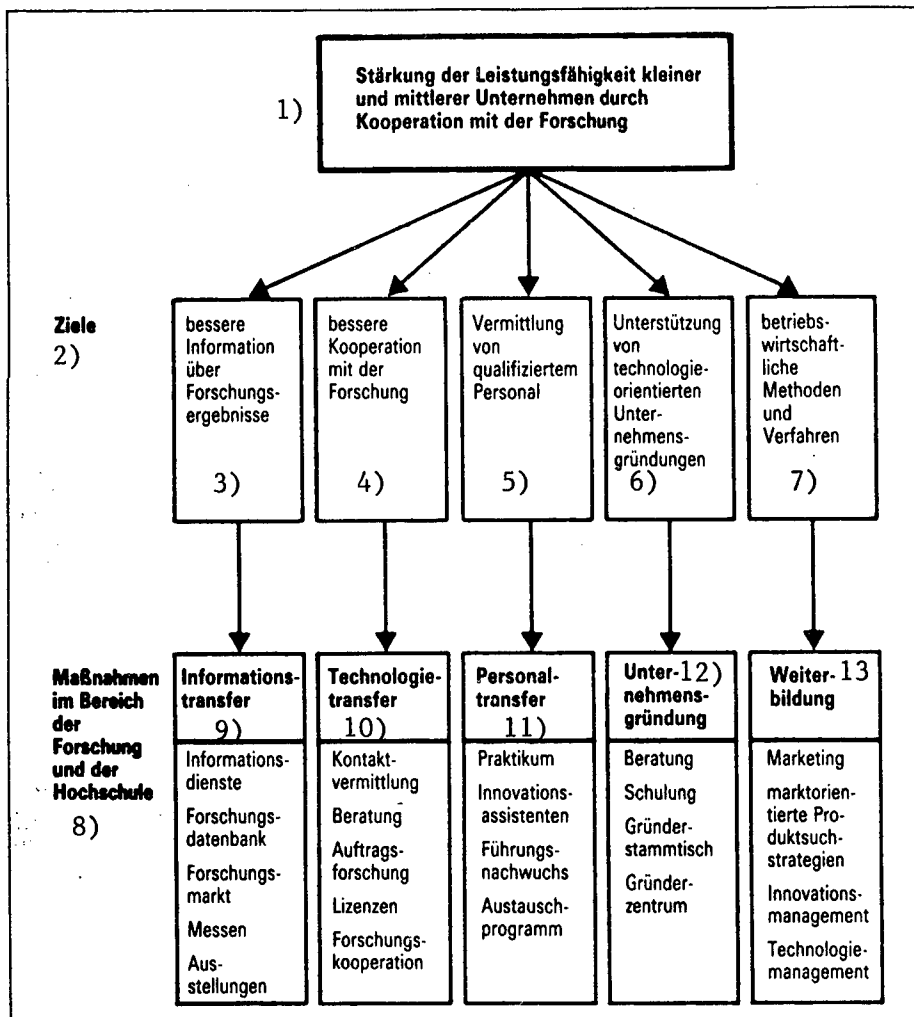 Stärkung der Leistungsfähigkeit kleiner
und mittlerer Unternehmen durch
Kooperation mit der Forschung
1)
Ziele
2)
bessere
Information
über
Forschungs-
ergebnisse
3)
bessere
Kooperation
mit der
Forschung
4)
Vermittlung
von
qualifiziertem
Personal
5)
Unterstützung
von
technologie-
orientierten
Unter-
nehmens-
gründungen
6)
betriebs-
wirtschaft-
liche
Methoden
und
Verfahren
7)
Maßnahmen
im Bereich
der
Forschung
und der
Hochschule
8)
Informations-
transfer
9)
Informations-
dienste
Forschungs-
datenbank
Forschungs-
markt
Messen
Aus-
stellungen
Technologie-
transfer
10)
Kontakt-
vermittlung
Beratung
Auftrags-
forschung
Lizenzen
Forschungs-
kooperation
Personal-
transfer
11)
Praktikum
Innovations-
assistenten
Führungs-
nachwuchs
Austausch-
programm
Unter- 12)
nehmens-
gründung
Beratung
Schulung
Gründer-
stammtisch
Gründer-
zentrum
Weiter- 13
bildung
Marketing
marktorien-
tierte Pro-
duktsuch-
strategien
Innovations-
management
Technologie-
management